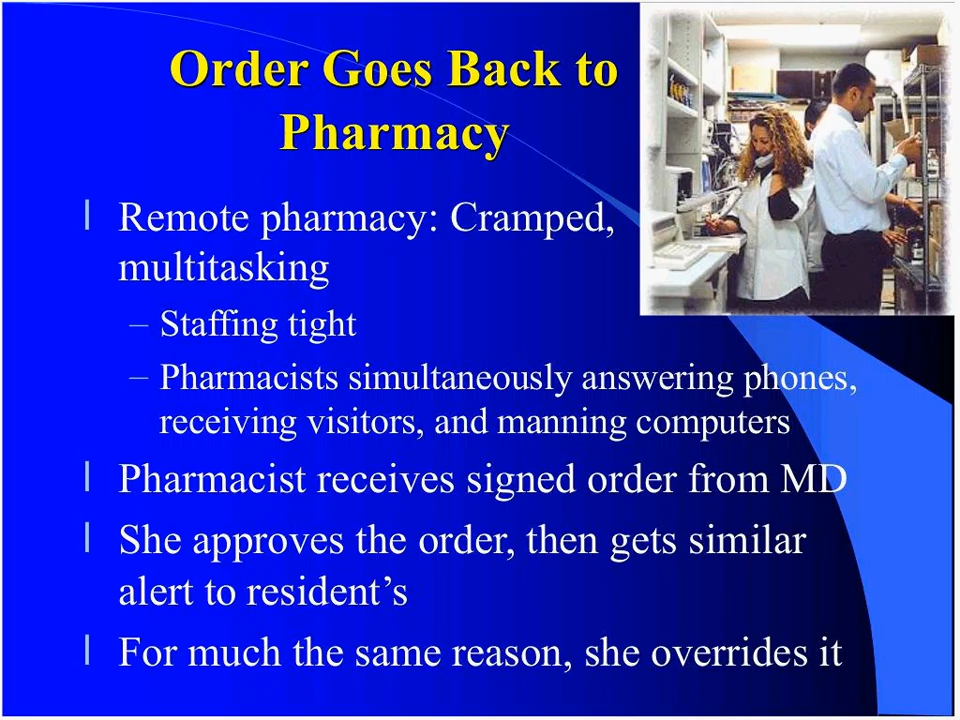 Order Goes Back to
Pharmacy
l Remote pharmacy: Cramped,
multitasking
– Staffing tight
– Pharmacists simultaneously answering phones,
receiving visitors, and manning computers
l Pharmacist receives signed order from MD
l She approves the order, then gets similar
alert to resident’s
l For much the same reason, she overrides it